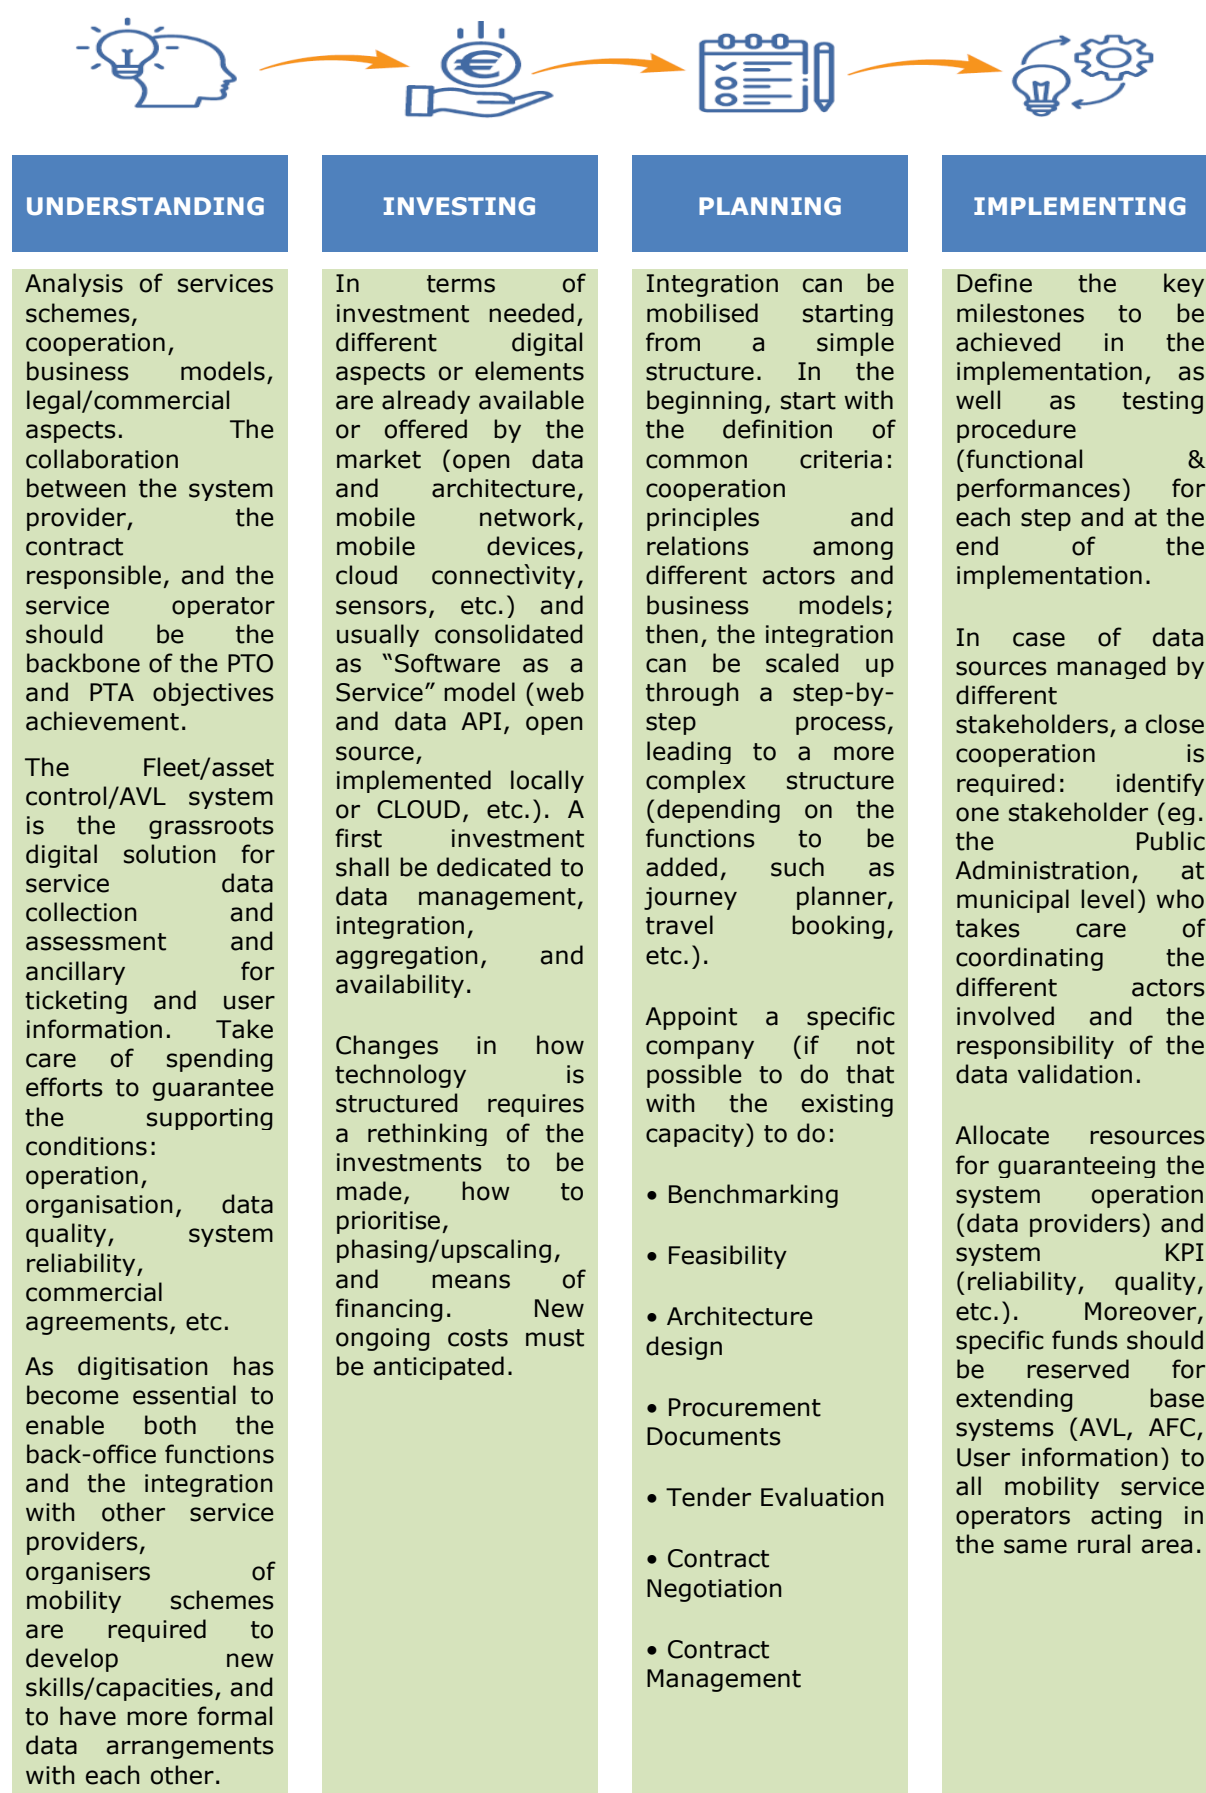 UNDERSTANDING
Analysis of services
schemes,
cooperation,
business models,
legal/commercial
aspects. The
collaboration
between the system
provider, the
contract
responsible, and the
service operator
should be the
backbone of the PTO
and PTA objectives
achievement.
The Fleet/asset
control/AVL system
is the grassroots
digital solution for
service data
collection and
assessment and
ancillary for
ticketing and user
information. Take
care of spending
efforts to guarantee
the supporting
conditions:
operation,
organisation, data
quality, system
reliability,
commercial
agreements, etc.
As digitisation has
become essential to
enable both the
back-office functions
and the integration
with other service
providers,
organisers of
mobility schemes
are required to
develop new
skills/capacities, and
to have more formal
data arrangements
with each other.
INVESTING
In terms of
investment needed,
different digital
aspects or elements
are already available
or offered by the
market (open data
and architecture,
mobile network,
mobile devices,
cloud connectìvity,
sensors, etc.) and
usually consolidated
as “Software as a
Service” model (web
and data API, open
source,
implemented locally
or CLOUD, etc.). A
first investment
shall be dedicated to
data management,
integration,
aggregation, and
availability.
Changes in how
technology is
structured requires
a rethinking of the
investments to be
made, how to
prioritise,
phasing/upscaling,
and means of
financing. New
ongoing costs must
be anticipated.
PLANNING
Integration can be
mobilised starting
from a simple
structure. In the
beginning, start with
the definition of
common criteria:
cooperation
principles and
relations among
different actors and
business models;
then, the integration
can be scaled up
through a step-by-
step process,
leading to a more
complex structure
(depending on the
functions to be
added, such as
journey planner,
travel booking,
etc.).
Appoint a specific
company (if not
possible to do that
with the existing
capacity) to do:
• Benchmarking
• Feasibility
• Architecture
design
• Procurement
Documents
• Tender Evaluation
• Contract
Negotiation
• Contract
Management
IMPLEMENTING
Define the key
milestones to be
achieved in the
implementation, as
well as testing
procedure
(functional &
performances) for
each step and at the
end of the
implementation.
In case of data
sources managed by
different
stakeholders, a close
cooperation is
required: identify
one stakeholder (eg.
the Public
Administration, at
municipal level) who
takes care of
coordinating the
different actors
involved and the
responsibility of the
data validation.
Allocate resources
for guaranteeing the
system operation
(data providers) and
system KPI
(reliability, quality,
etc.). Moreover,
specific funds should
be reserved for
extending base
systems (AVL, AFC,
User information) to
all mobility service
operators acting in
the same rural area.